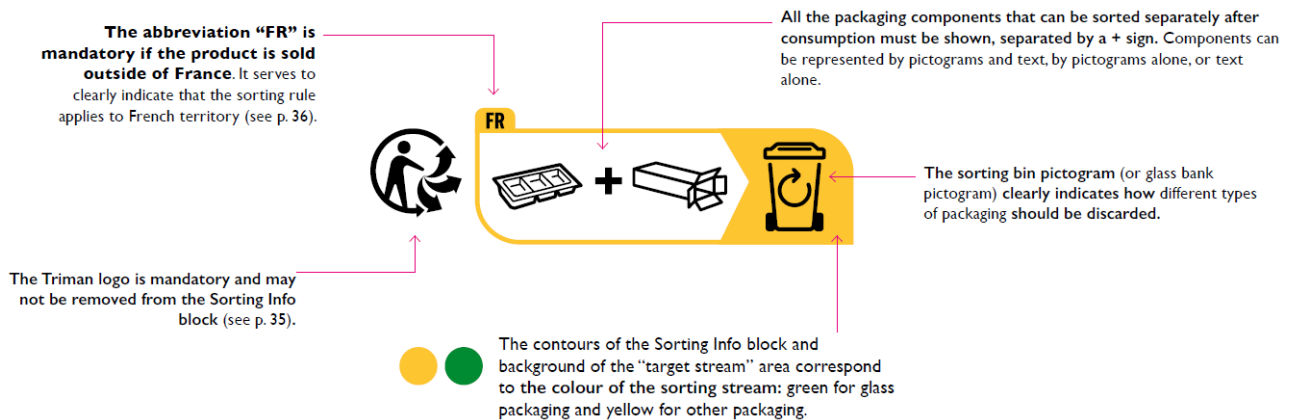 The abbreviation “FR” is
mandatory if the product is sold
outside of France. It serves to
clearly indicate that the sorting rule
applies to French territory (see p. 36).
All the packaging components that can be sorted separately after
consumption must be shown, separated by a + sign. Components can
be represented by pictograms and text, by pictograms alone, or text
alone.
FR
+
The sorting bin pictogram (or glass bank
pictogram) clearly indicates how different types
of packaging should be discarded.
The Triman logo is mandatory and may
not be removed from the Sorting Info
block (see p. 35).
The contours of the Sorting Info block and
background of the “target stream” area correspond
to the colour of the sorting stream: green for glass
packaging and yellow for other packaging.